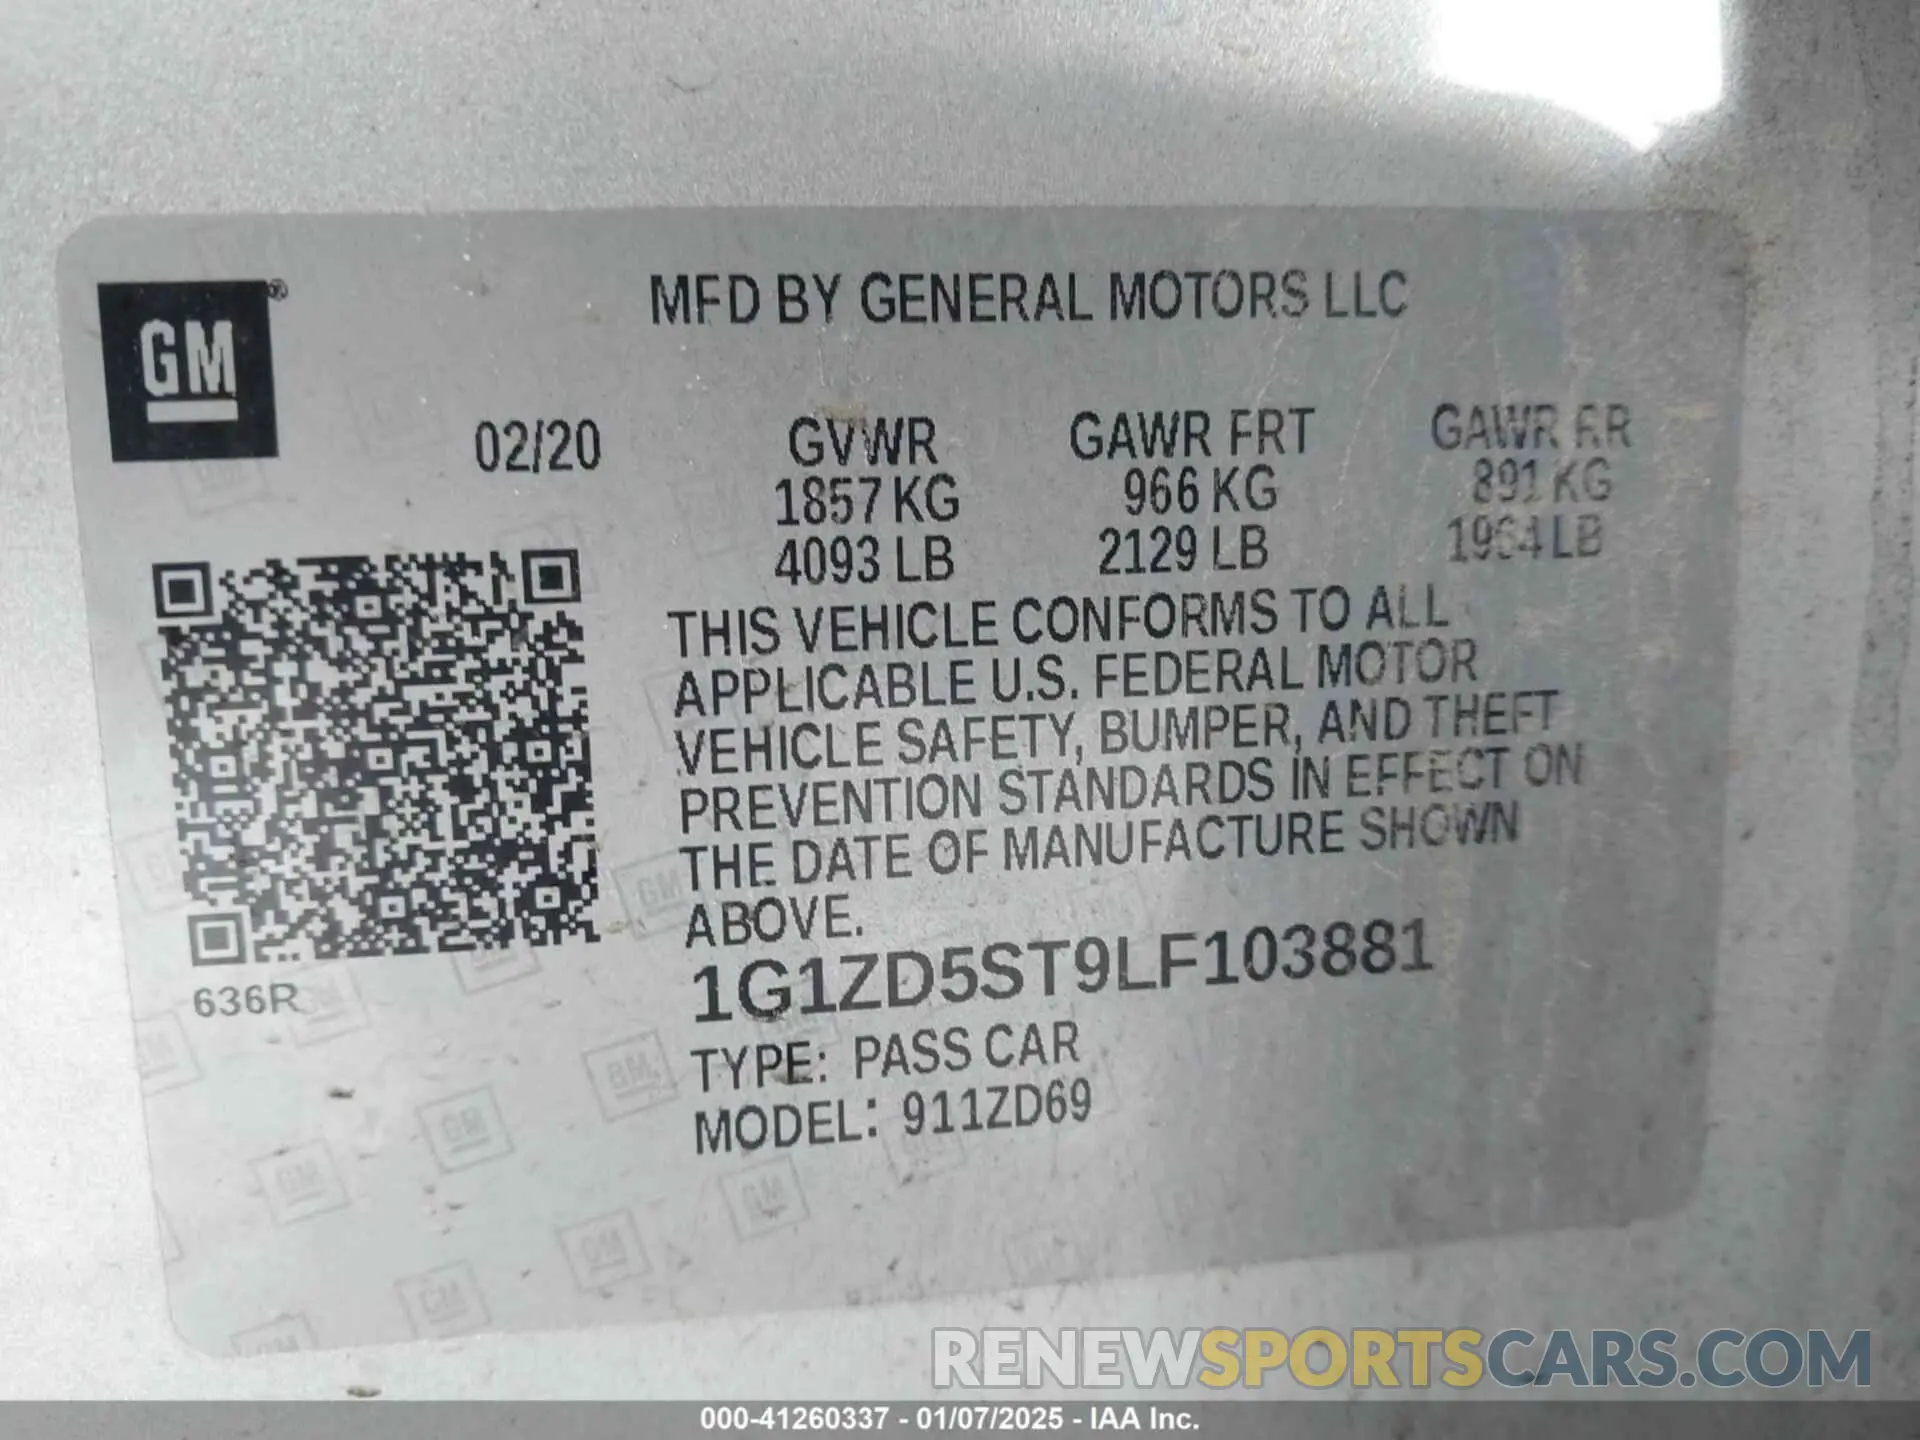 MFD BY GENERAL MOTORS LLC
GM®
02/20 GVWR GAWR FRT GAWR RR
1857 KG 966 KG 891 KG
4093 LB 2129 LB 1964 LB
THIS VEHICLE CONFORMS TO ALL
APPLICABLE U.S. FEDERAL MOTOR
VEHICLE SAFETY, BUMPER, AND THEFT
PREVENTION STANDARDS IN EFFECT ON
THE DATE OF MANUFACTURE SHOWN
ABOVE.
1G1ZD5ST9LF103881
636R
TYPE: PASS CAR
MODEL: 911ZD69
RENEWSPORTSCARS.COM
000-41260337 - 01/07/2025 - IAA Inc.